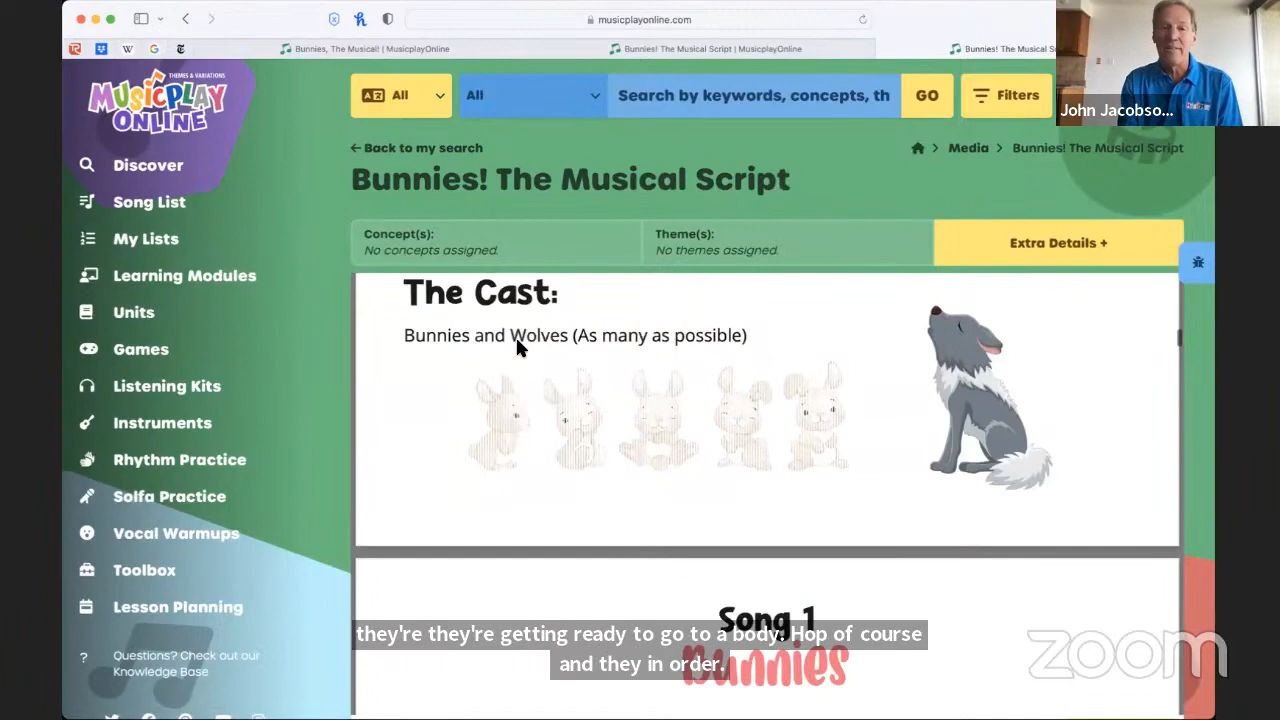 musicplayonline.com
Bunnies, The Musical! | MusicplayOnline
Bunnies! The Musical Script | MusicplayOnline
Bunnies! The Musical S
THEMES & VARIATIONS
MUSICPLAY
ONLINE
All
All
Search by keywords, concepts, th
GO
Filters
John Jacobso...
Discover
Song List
My Lists
Learning Modules
Units
Games
Listening Kits
Instruments
Rhythm Practice
Solfa Practice
Vocal Warmups
Toolbox
Lesson Planning
? Questions? Check out our
Knowledge Base
← Back to my search
Media > Bunnies! The Musical Script
Bunnies! The Musical Script
Concept(s):
No concepts assigned.
Theme(s):
No themes assigned.
Extra Details +
The Cast:
Bunnies and Wolves (As many as possible)
Song 1
Bunnies
they're they're getting ready to go to a body. Hop of course
and they in order.
zoom